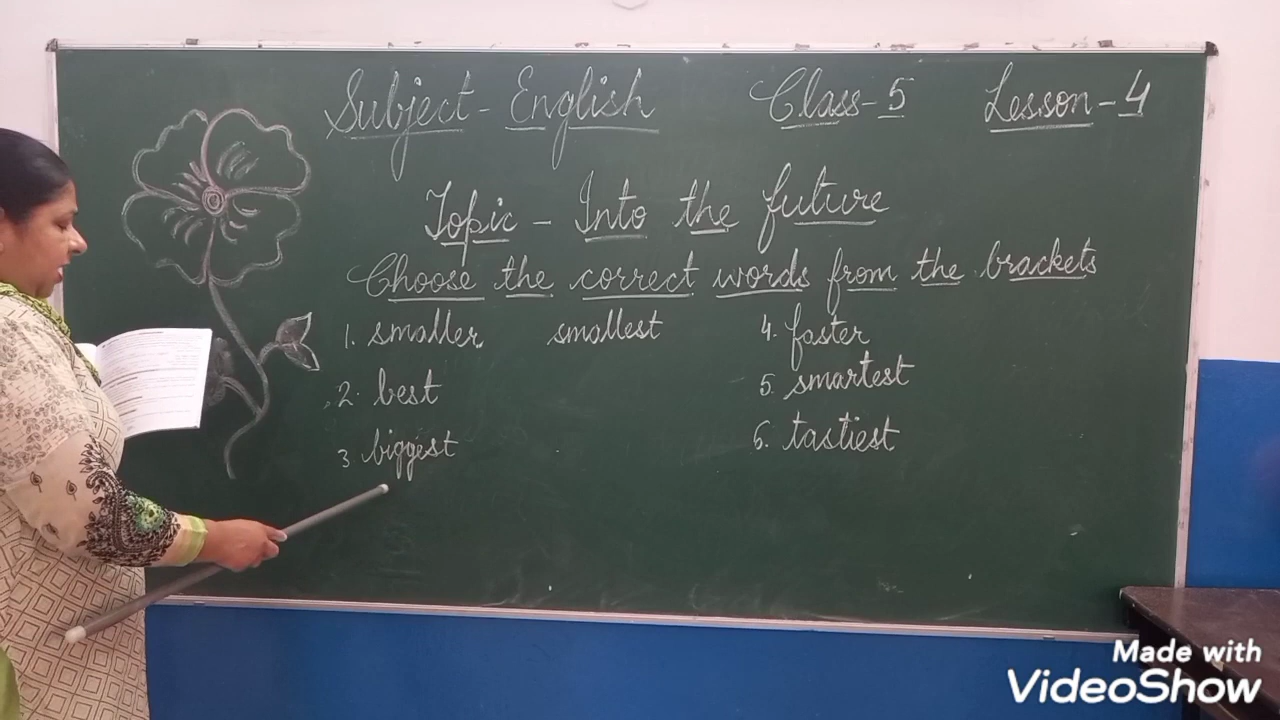 Subject - English Class - 5 Lesson - 4
Topic - Into the future
Choose the correct words from the brackets
1. smaller smallest 4. faster
2. best 5. smartest
3. biggest 6. tastiest
Made with
VideoShow